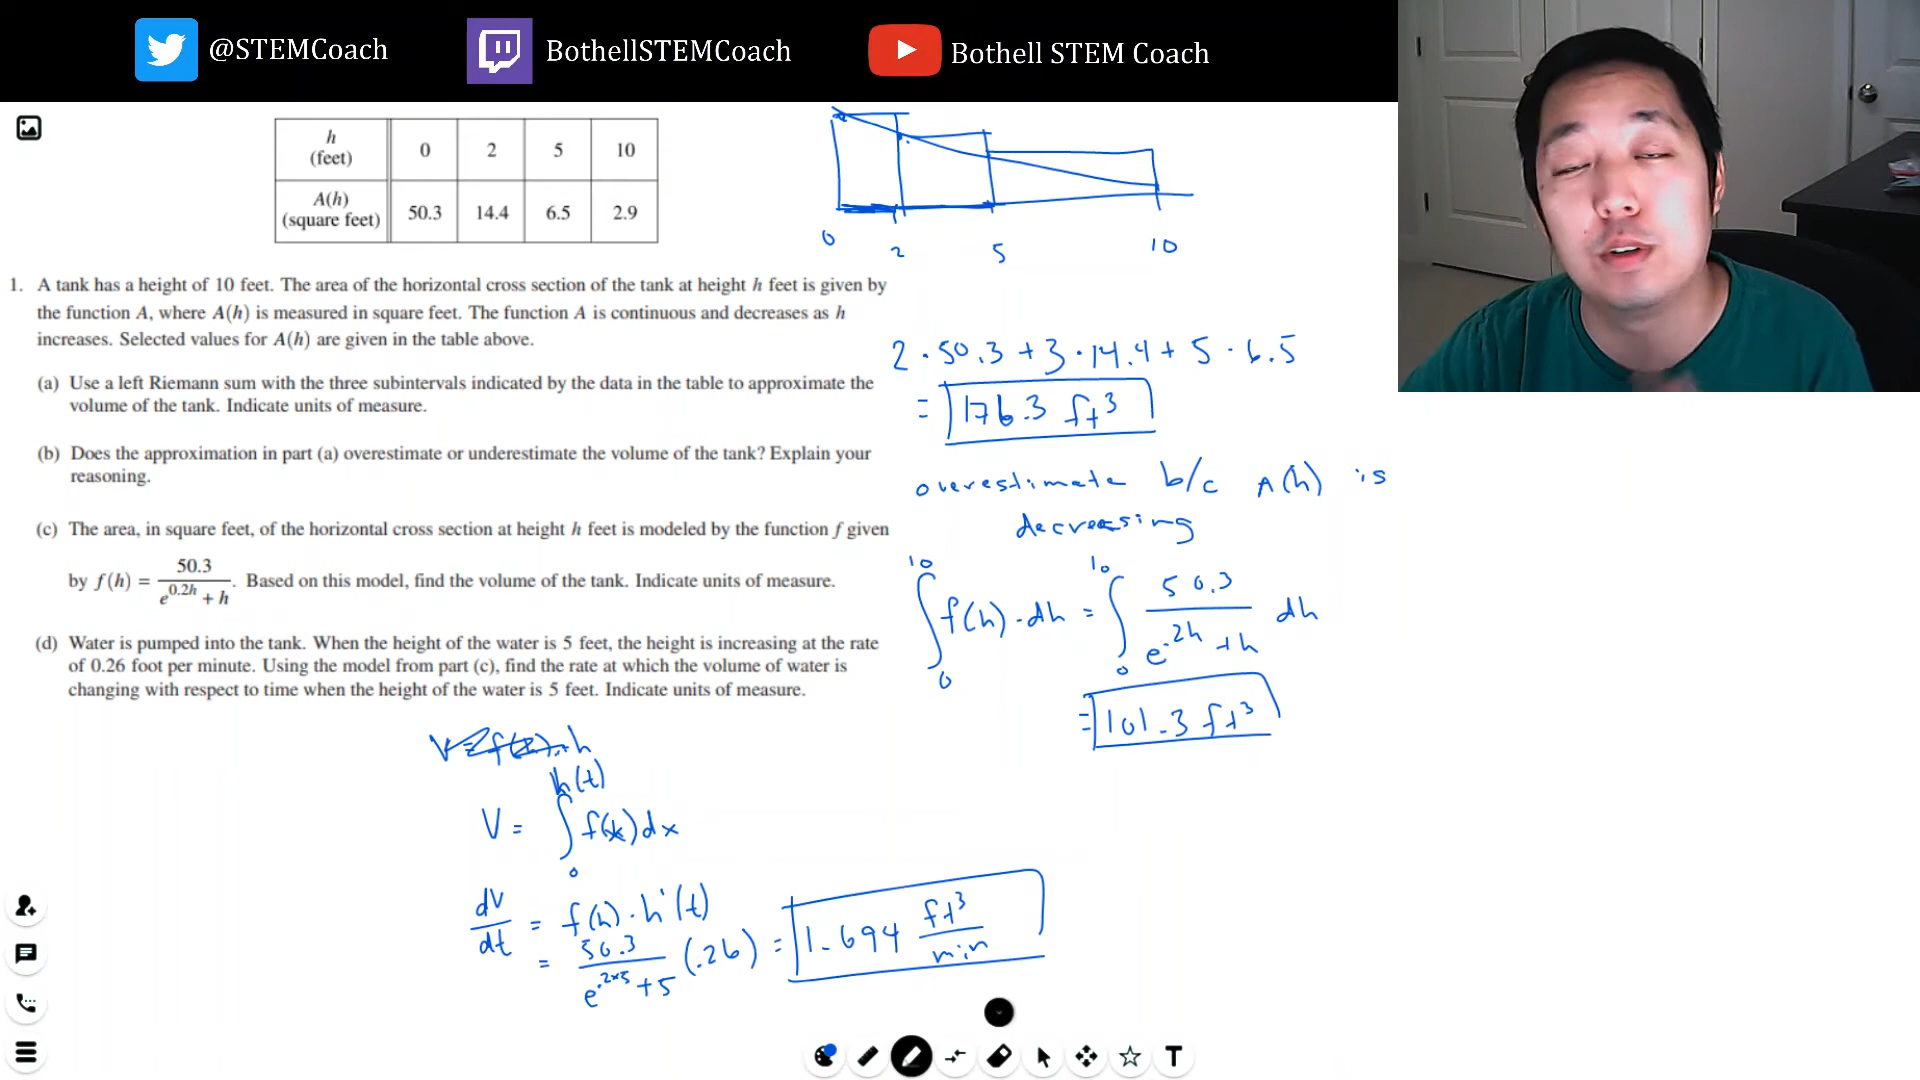 @STEMCoach
BothellSTEMCoach
Bothell STEM Coach
h (feet) 0 2 5 10
A(h) (square feet) 50.3 14.4 6.5 2.9
0 2 5 10
1. A tank has a height of 10 feet. The area of the horizontal cross section of the tank at height h feet is given by
the function A, where A(h) is measured in square feet. The function A is continuous and decreases as h
increases. Selected values for A(h) are given in the table above.
(a) Use a left Riemann sum with the three subintervals indicated by the data in the table to approximate the
volume of the tank. Indicate units of measure.
(b) Does the approximation in part (a) overestimate or underestimate the volume of the tank? Explain your
reasoning.
(c) The area, in square feet, of the horizontal cross section at height h feet is modeled by the function f given
by f(h) = 50.3 / (e^0.2h + h). Based on this model, find the volume of the tank. Indicate units of measure.
(d) Water is pumped into the tank. When the height of the water is 5 feet, the height is increasing at the rate
of 0.26 foot per minute. Using the model from part (c), find the rate at which the volume of water is
changing with respect to time when the height of the water is 5 feet. Indicate units of measure.
2 · 50.3 + 3 · 14.4 + 5 · 6.5
= 176.3 ft³
overestimate b/c A(h) is
decreasing
∫₀¹⁰ f(h) · dh = ∫₀¹⁰ 50.3 / (e^.2h + h) dh
= 101.3 ft³
V = ∫₀^h(t) f(x) dx
dV/dt = f(h) · h'(t)
= 50.3 / (e^.2×5 + 5) (.26) = 1.694 ft³/min
T